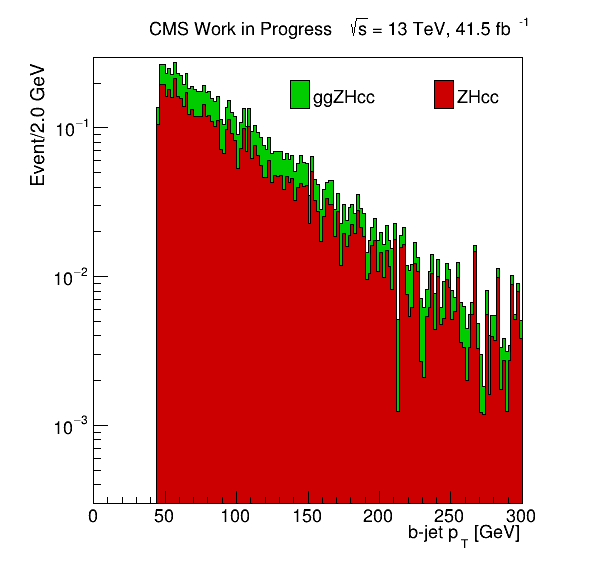 CMS Work in Progress √s = 13 TeV, 41.5 fb⁻¹
Event/2.0 GeV
ggZHcc ZHcc
10⁻¹
10⁻²
10⁻³
0 50 100 150 200 250 300
b-jet p_T [GeV]